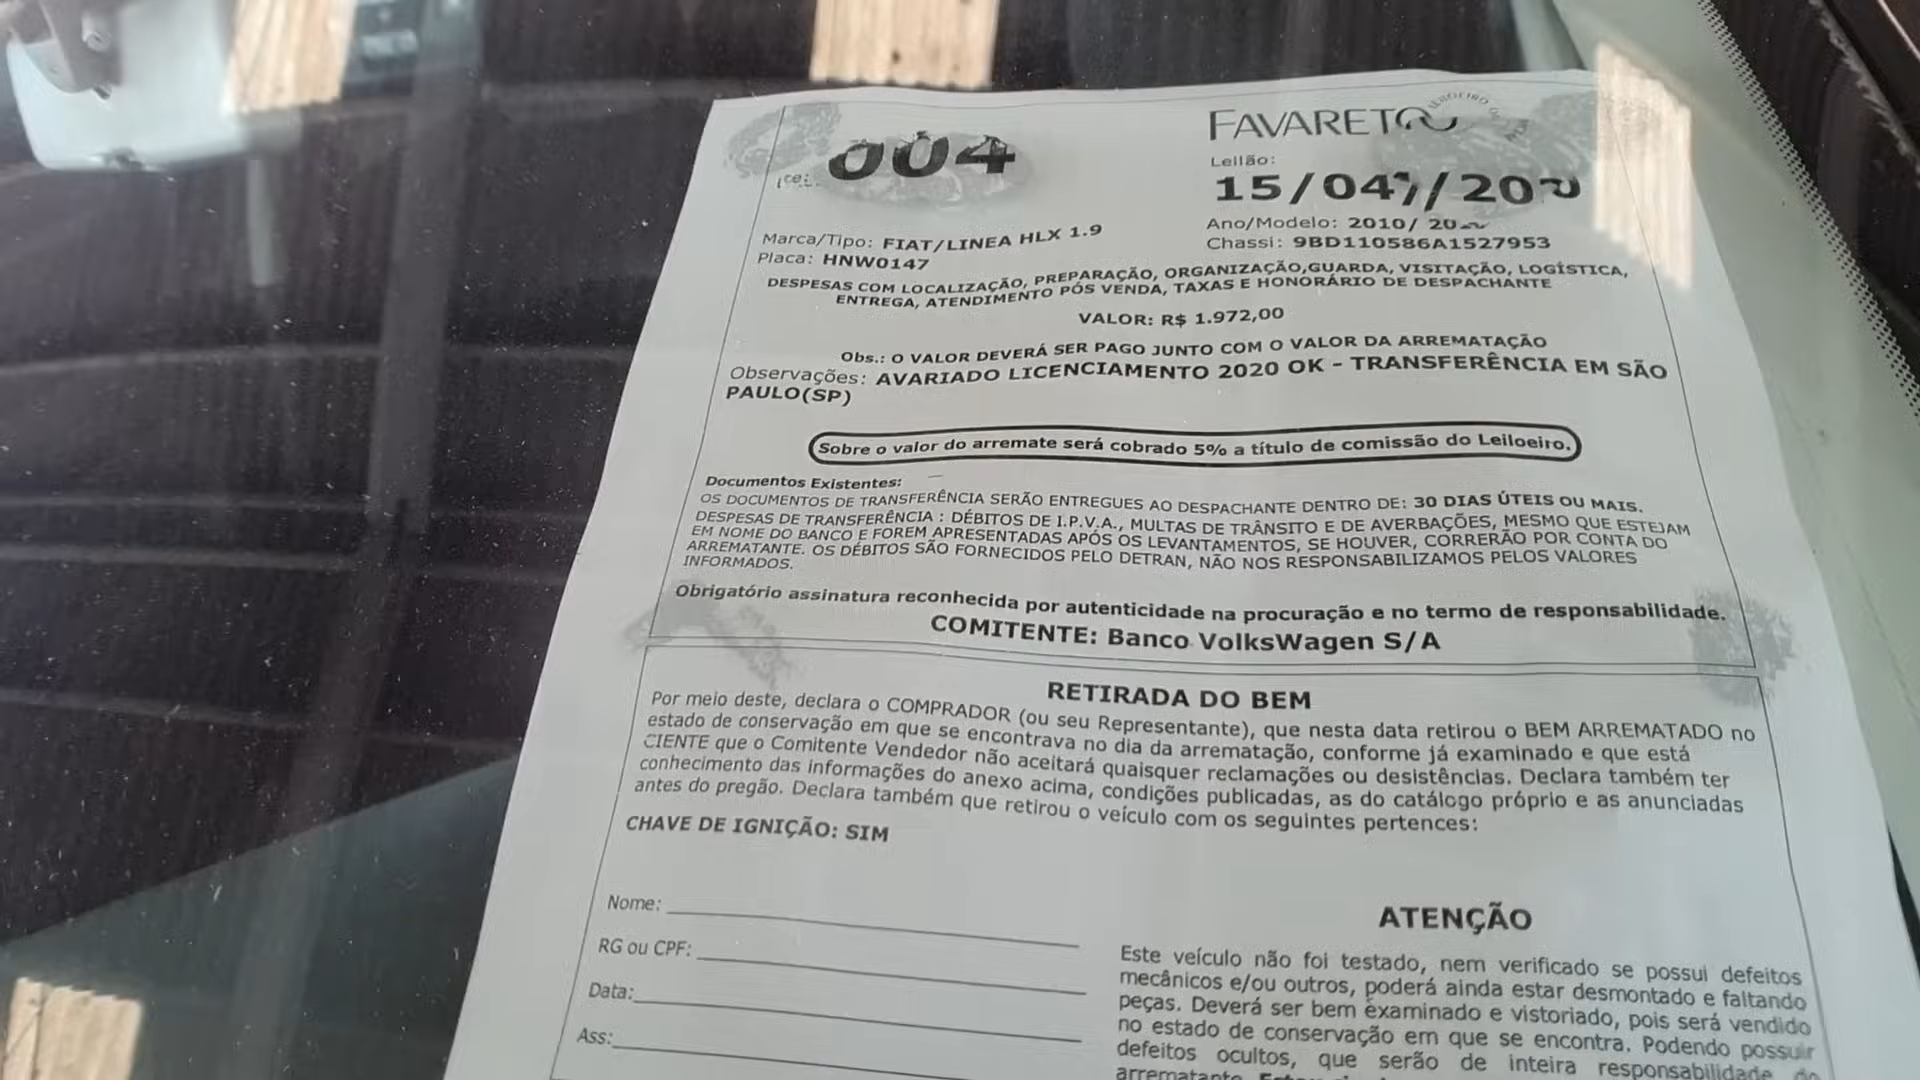 004
FAVARETO
Leilão:
15/04//20
Ano/Modelo: 2010/ 20
Marca/Tipo: FIAT/LINEA HLX 1.9
Chassi: 9BD110586A1527953
Placa: HNW0147
DESPESAS COM LOCALIZAÇÃO, PREPARAÇÃO, ORGANIZAÇÃO,GUARDA, VISITAÇÃO, LOGÍSTICA,
ENTREGA, ATENDIMENTO PÓS VENDA, TAXAS E HONORÁRIO DE DESPACHANTE
VALOR: R$ 1.972,00
Obs.: O VALOR DEVERÁ SER PAGO JUNTO COM O VALOR DA ARREMATAÇÃO
Observações: AVARIADO LICENCIAMENTO 2020 OK - TRANSFERÊNCIA EM SÃO
PAULO(SP)
Sobre o valor do arremate será cobrado 5% a título de comissão do Leiloeiro.
Documentos Existentes:
OS DOCUMENTOS DE TRANSFERÊNCIA SERÃO ENTREGUES AO DESPACHANTE DENTRO DE: 30 DIAS ÚTEIS OU MAIS.
DESPESAS DE TRANSFERÊNCIA : DÉBITOS DE I.P.V.A., MULTAS DE TRÂNSITO E DE AVERBAÇÕES, MESMO QUE ESTEJAM
EM NOME DO BANCO E FOREM APRESENTADAS APÓS OS LEVANTAMENTOS, SE HOUVER, CORRERÃO POR CONTA DO
ARREMATANTE. OS DÉBITOS SÃO FORNECIDOS PELO DETRAN, NÃO NOS RESPONSABILIZAMOS PELOS VALORES
INFORMADOS.
Obrigatório assinatura reconhecida por autenticidade na procuração e no termo de responsabilidade.
COMITENTE: Banco VolksWagen S/A
RETIRADA DO BEM
Por meio deste, declara o COMPRADOR (ou seu Representante), que nesta data retirou o BEM ARREMATADO no
estado de conservação em que se encontrava no dia da arrematação, conforme já examinado e que está
CIENTE que o Comitente Vendedor não aceitará quaisquer reclamações ou desistências. Declara também ter
conhecimento das informações do anexo acima, condições publicadas, as do catálogo próprio e as anunciadas
antes do pregão. Declara também que retirou o veículo com os seguintes pertences:
CHAVE DE IGNIÇÃO: SIM
Nome:
RG ou CPF:
Data:
Ass:
ATENÇÃO
Este veículo não foi testado, nem verificado se possui defeitos
mecânicos e/ou outros, poderá ainda estar desmontado e faltando
peças. Deverá ser bem examinado e vistoriado, pois será vendido
no estado de conservação em que se encontra. Podendo possuir
defeitos ocultos, que serão de inteira responsabilidade do
arrematante.